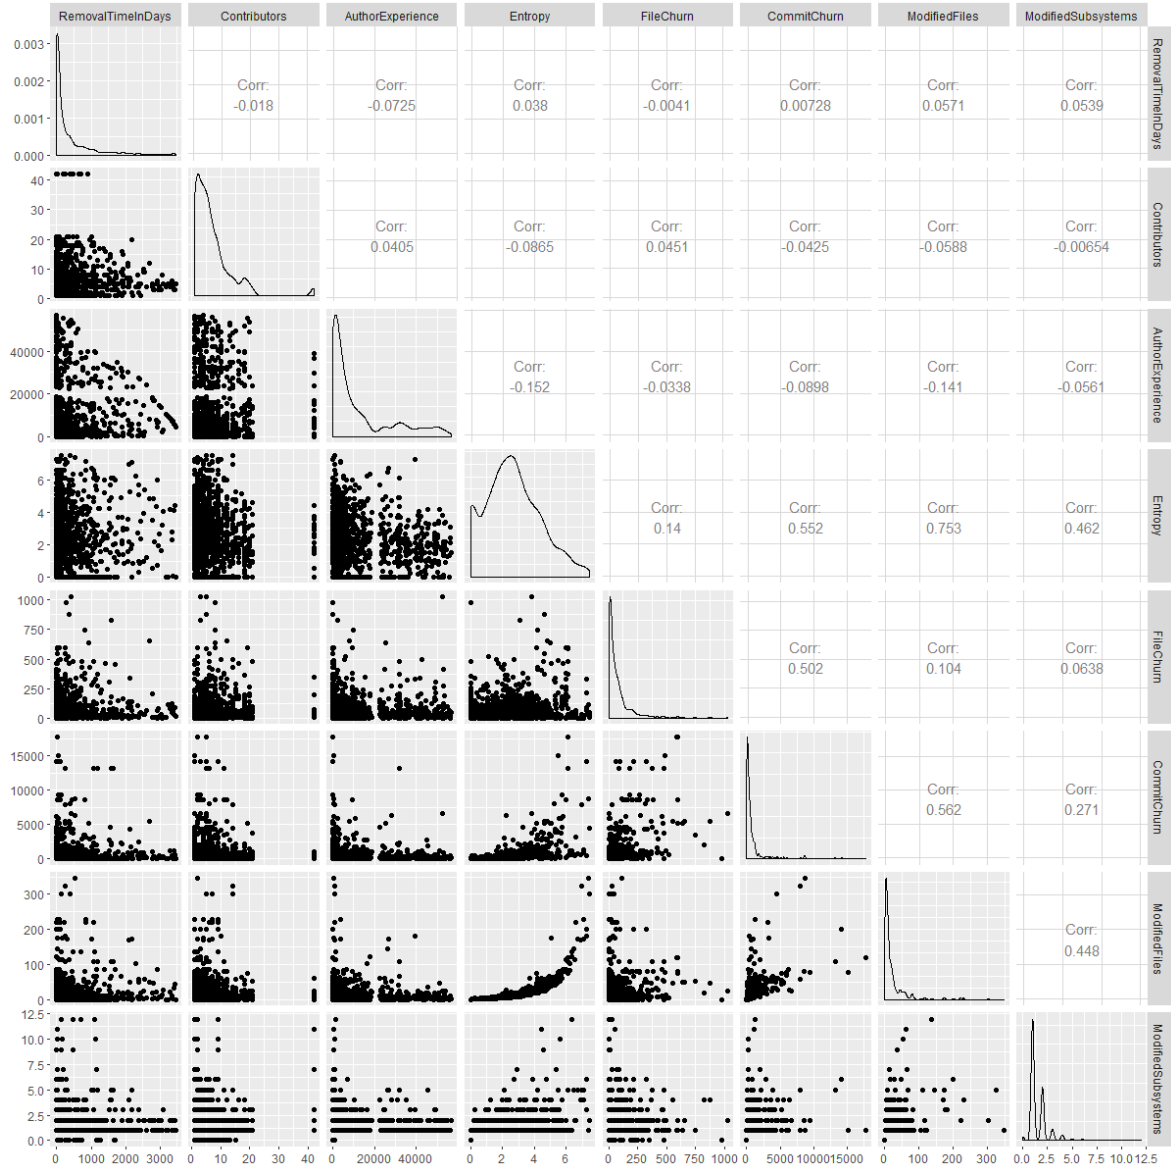 RemovalTimeInDays Contributors AuthorExperience Entropy FileChurn CommitChurn ModifiedFiles ModifiedSubsystems
0.003
0.002
0.001
0.000
Corr:
-0.018
Corr:
-0.0725
Corr:
0.038
Corr:
-0.0041
Corr:
0.00728
Corr:
0.0571
Corr:
0.0539
RemovalTimeInDays
40
30
20
10
0
Corr:
0.0405
Corr:
-0.0865
Corr:
0.0451
Corr:
-0.0425
Corr:
-0.0588
Corr:
-0.00654
Contributors
40000
20000
0
Corr:
-0.152
Corr:
-0.0338
Corr:
-0.0898
Corr:
-0.141
Corr:
-0.0561
AuthorExperience
6
4
2
0
Corr:
0.14
Corr:
0.552
Corr:
0.753
Corr:
0.462
Entropy
1000
750
500
250
0
Corr:
0.502
Corr:
0.104
Corr:
0.0638
FileChurn
15000
10000
5000
0
Corr:
0.562
Corr:
0.271
CommitChurn
300
200
100
0
Corr:
0.448
ModifiedFiles
12.5
10.0
7.5
5.0
2.5
0.0
ModifiedSubsystems
0 1000 2000 3000 0 10 20 30 40 0 20000 40000 0 2 4 6 0 250 500 750 1000 0 5000 10000 15000 0 100 200 300 0.0 2.5 5.0 7.5 10.0 12.5